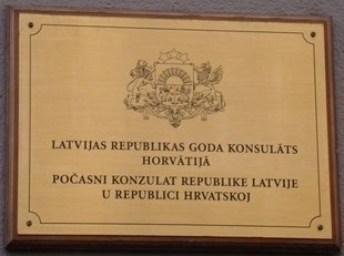 LATVIJAS REPUBLIKAS GODA KONSULĀTS
HORVĀTIJĀ
POČASNI KONZULAT REPUBLIKE LATVIJE
U REPUBLICI HRVATSKOJ